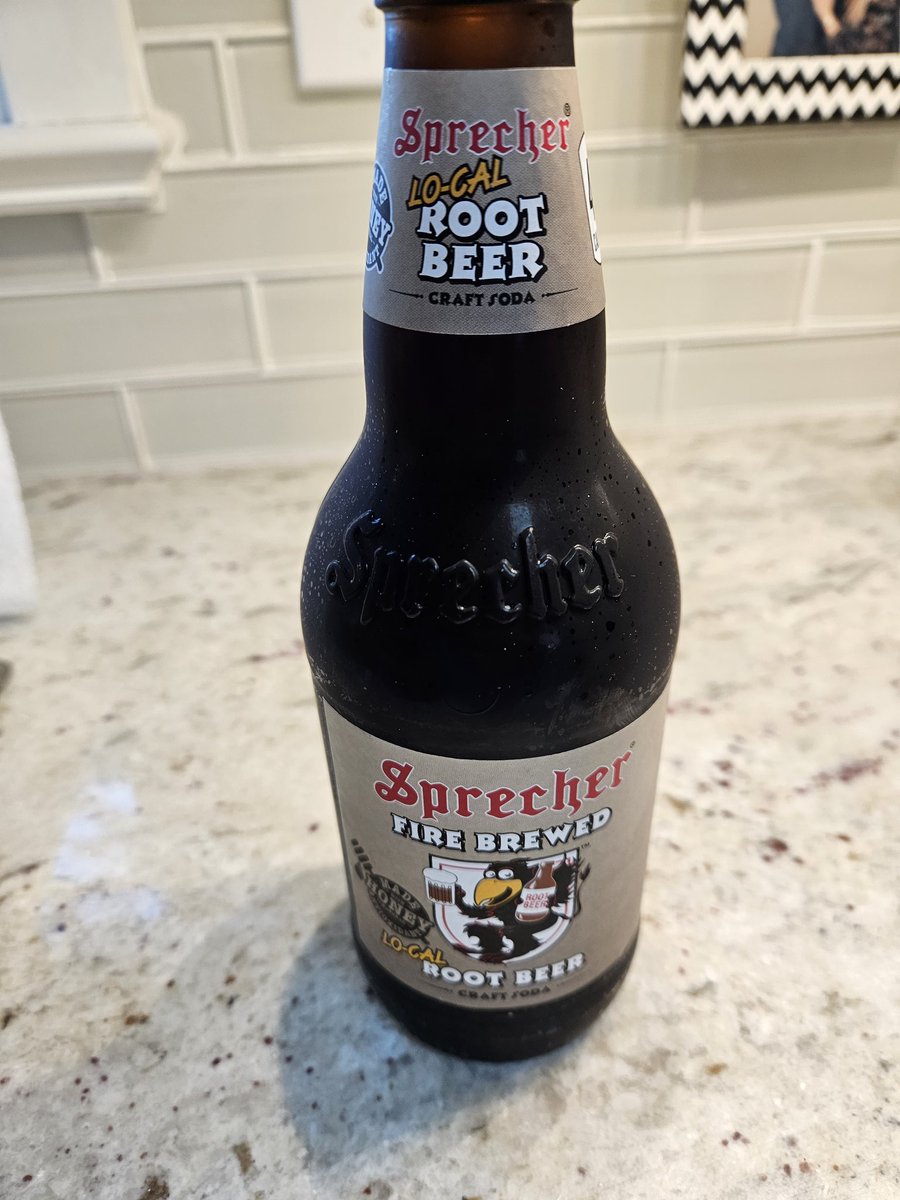 Sprecher®
LO-CAL
ROOT
BEER
CRAFT SODA
Sprecher
Sprecher®
FIRE BREWED
ROOT
BEER
MADE
HONEY
LO-CAL
ROOT BEER
CRAFT SODA